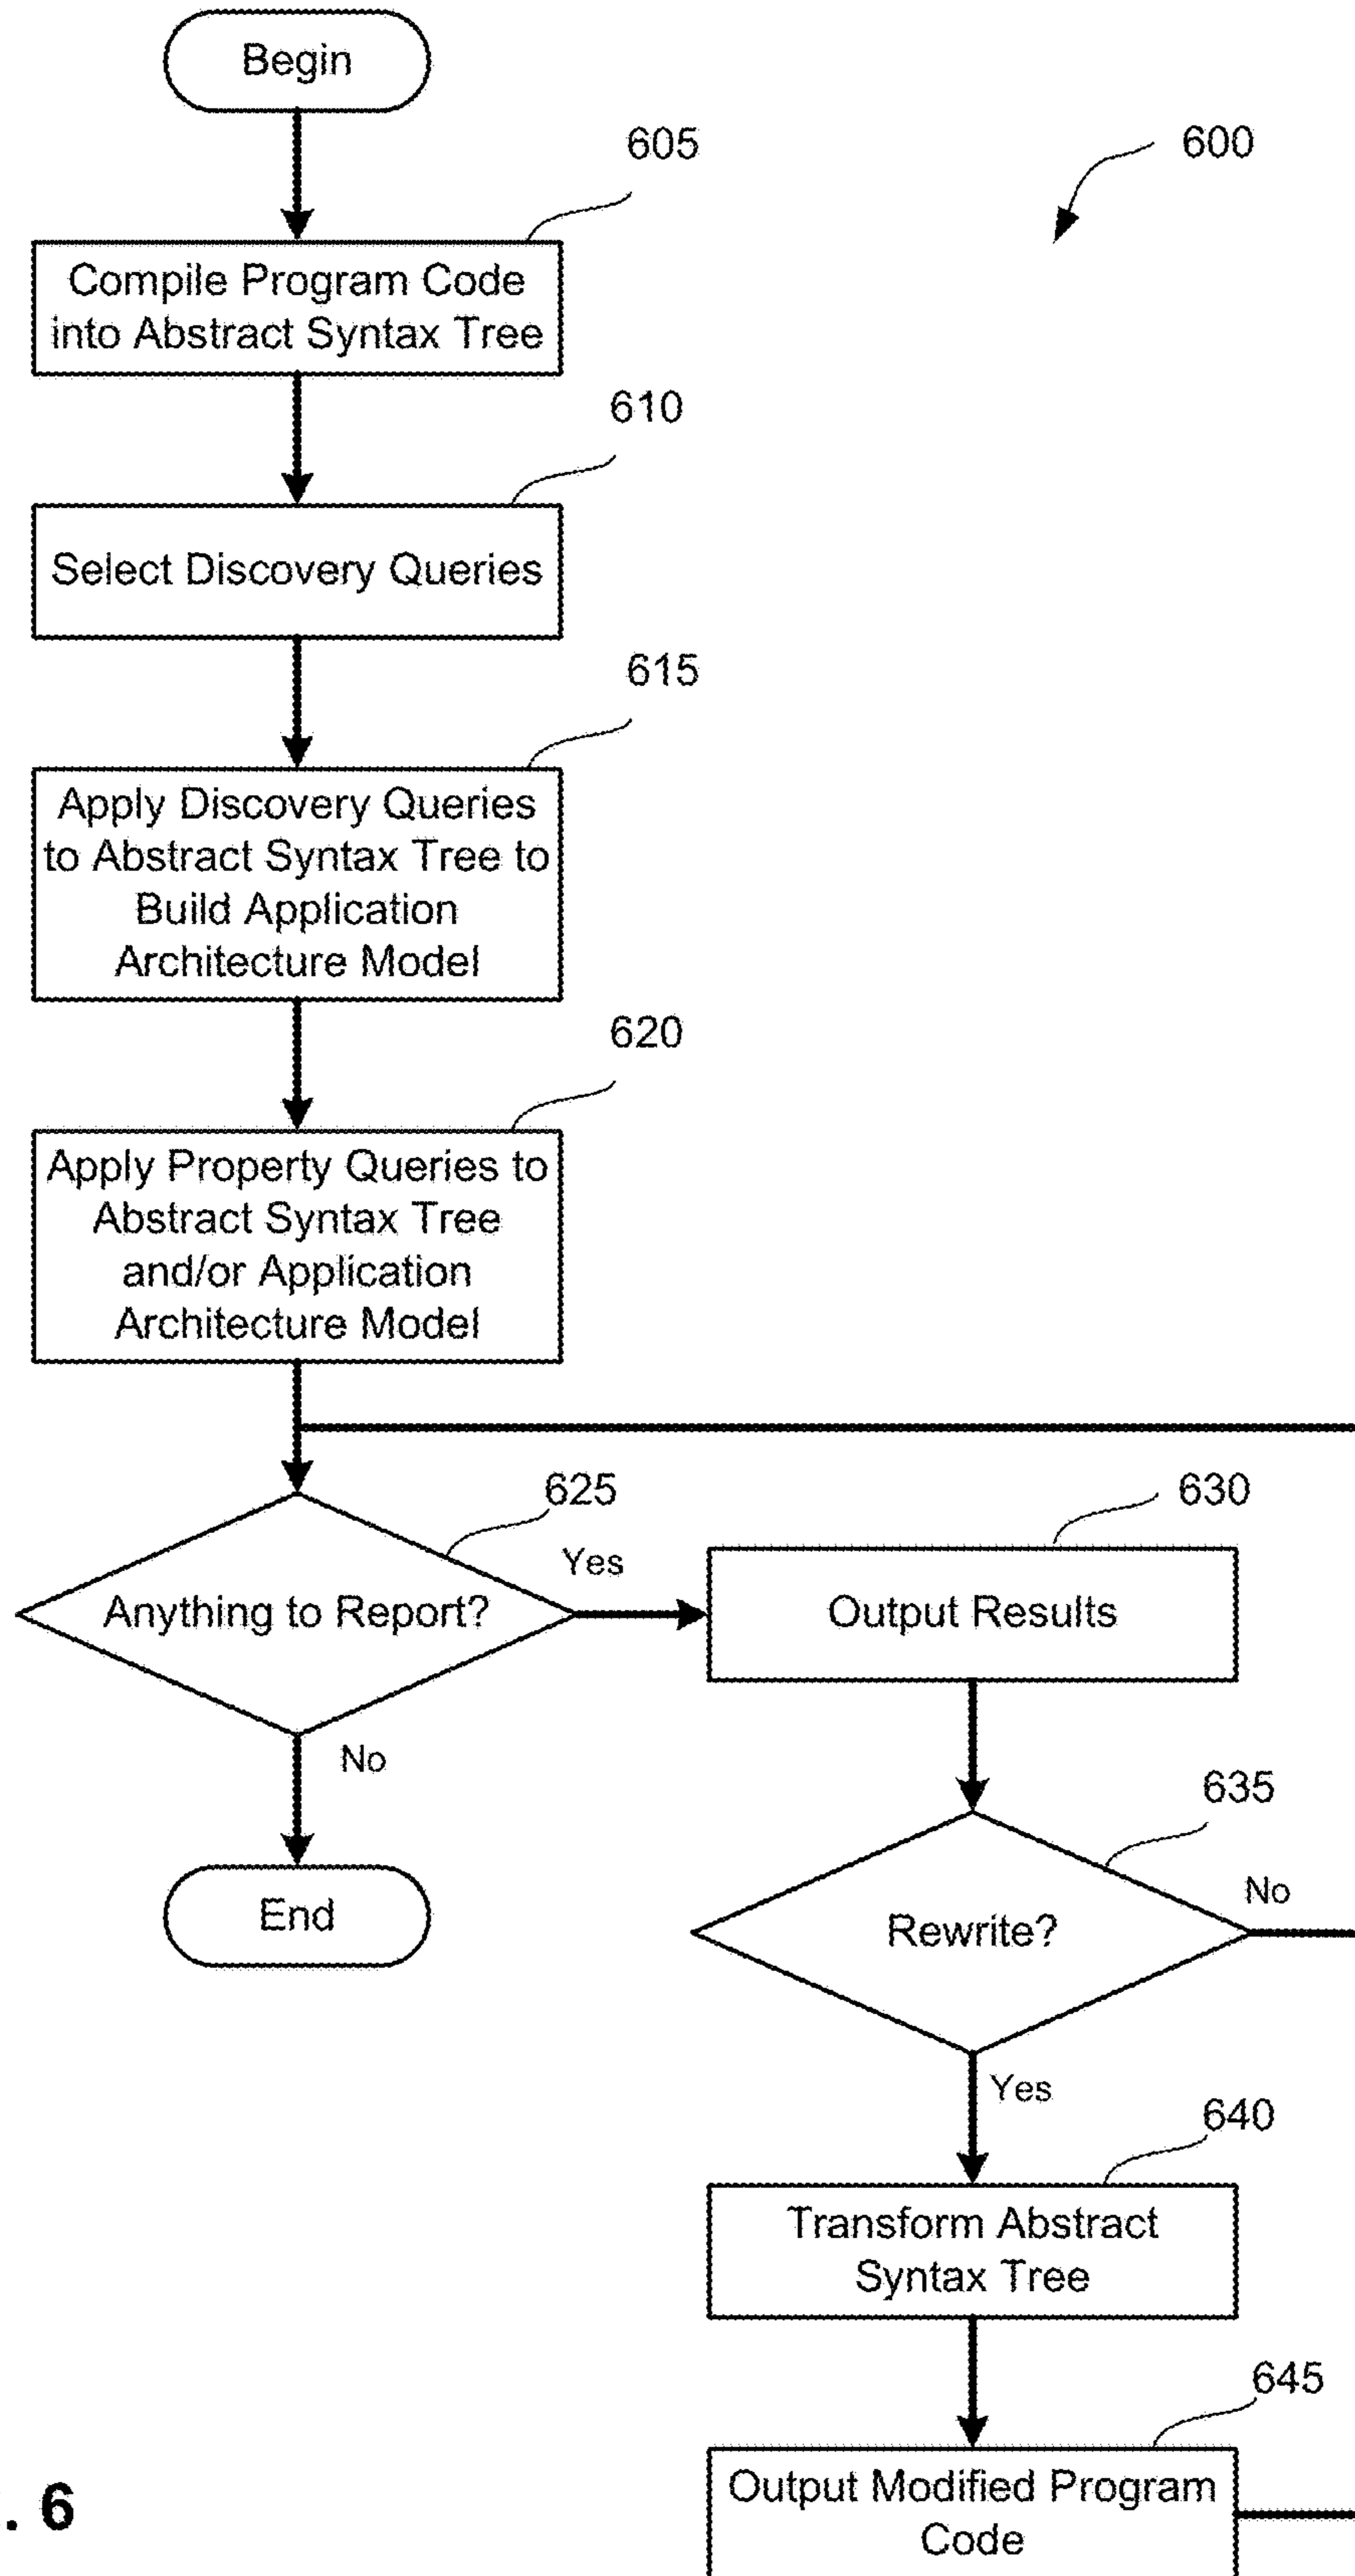 Begin
605
600
Compile Program Code
into Abstract Syntax Tree
610
Select Discovery Queries
615
Apply Discovery Queries
to Abstract Syntax Tree to
Build Application
Architecture Model
620
Apply Property Queries to
Abstract Syntax Tree
and/or Application
Architecture Model
625
630
Yes
Anything to Report?
Output Results
No
635
End
No
Rewrite?
Yes
640
Transform Abstract
Syntax Tree
645
Output Modified Program
Code
. 6